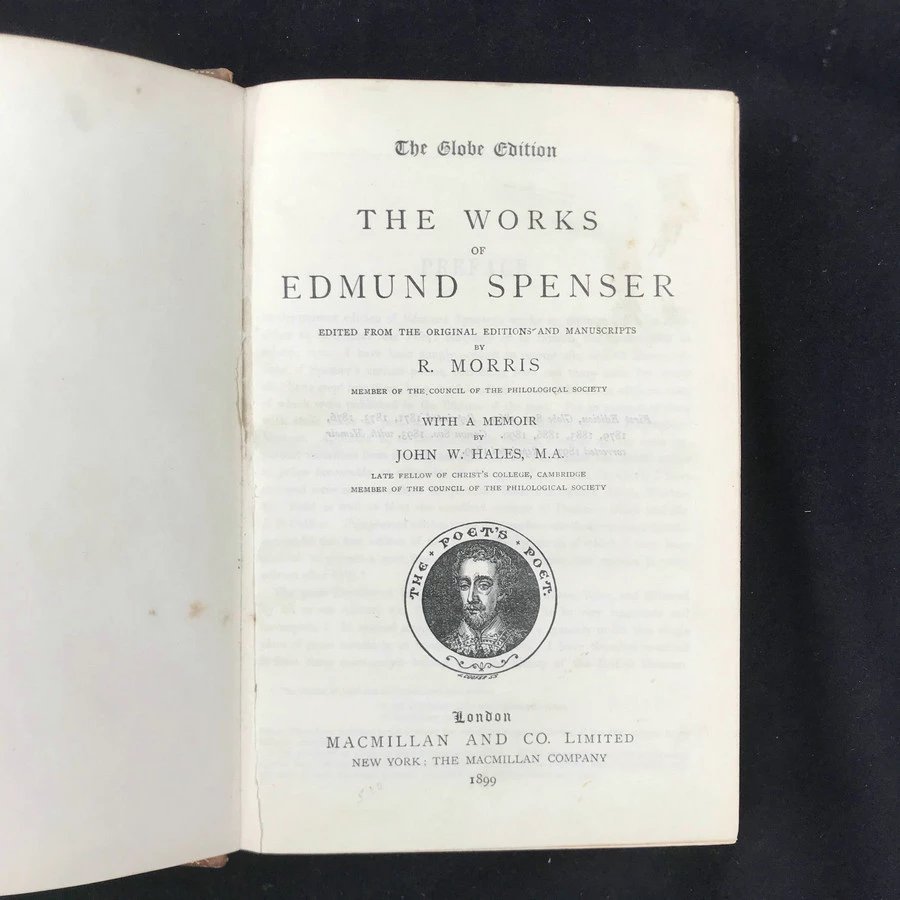 The Globe Edition
THE WORKS
OF
EDMUND SPENSER
EDITED FROM THE ORIGINAL EDITIONS AND MANUSCRIPTS
BY
R. MORRIS
MEMBER OF THE COUNCIL OF THE PHILOLOGICAL SOCIETY
WITH A MEMOIR
BY
JOHN W. HALES, M.A.
LATE FELLOW OF CHRIST'S COLLEGE, CAMBRIDGE
MEMBER OF THE COUNCIL OF THE PHILOLOGICAL SOCIETY
THE · POET'S · POET.
J. COOPER SC
London
MACMILLAN AND CO. LIMITED
NEW YORK: THE MACMILLAN COMPANY
1899